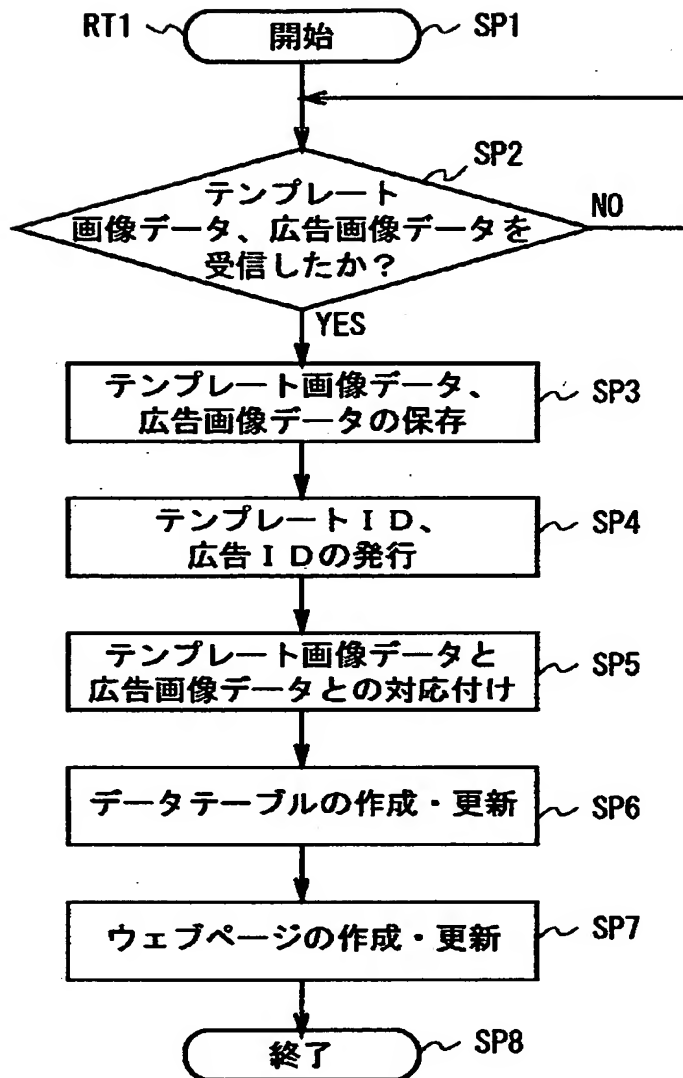 RT1
開始
SP1
SP2
テンプレート
画像データ、広告画像データを
受信したか？
NO
YES
テンプレート画像データ、
広告画像データの保存
SP3
テンプレートＩＤ、
広告ＩＤの発行
SP4
テンプレート画像データと
広告画像データとの対応付け
SP5
データテーブルの作成・更新
SP6
ウェブページの作成・更新
SP7
終了
SP8